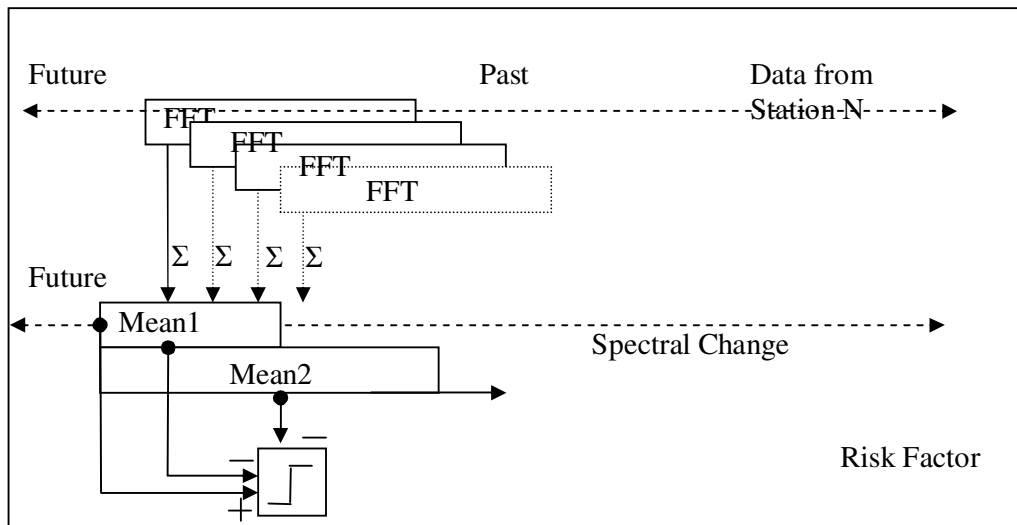 Future
Past
Data from
Station N
FFT
FFT
FFT
FFT
Σ Σ Σ Σ
Future
Mean1
Spectral Change
Mean2
−
−
+
Risk Factor